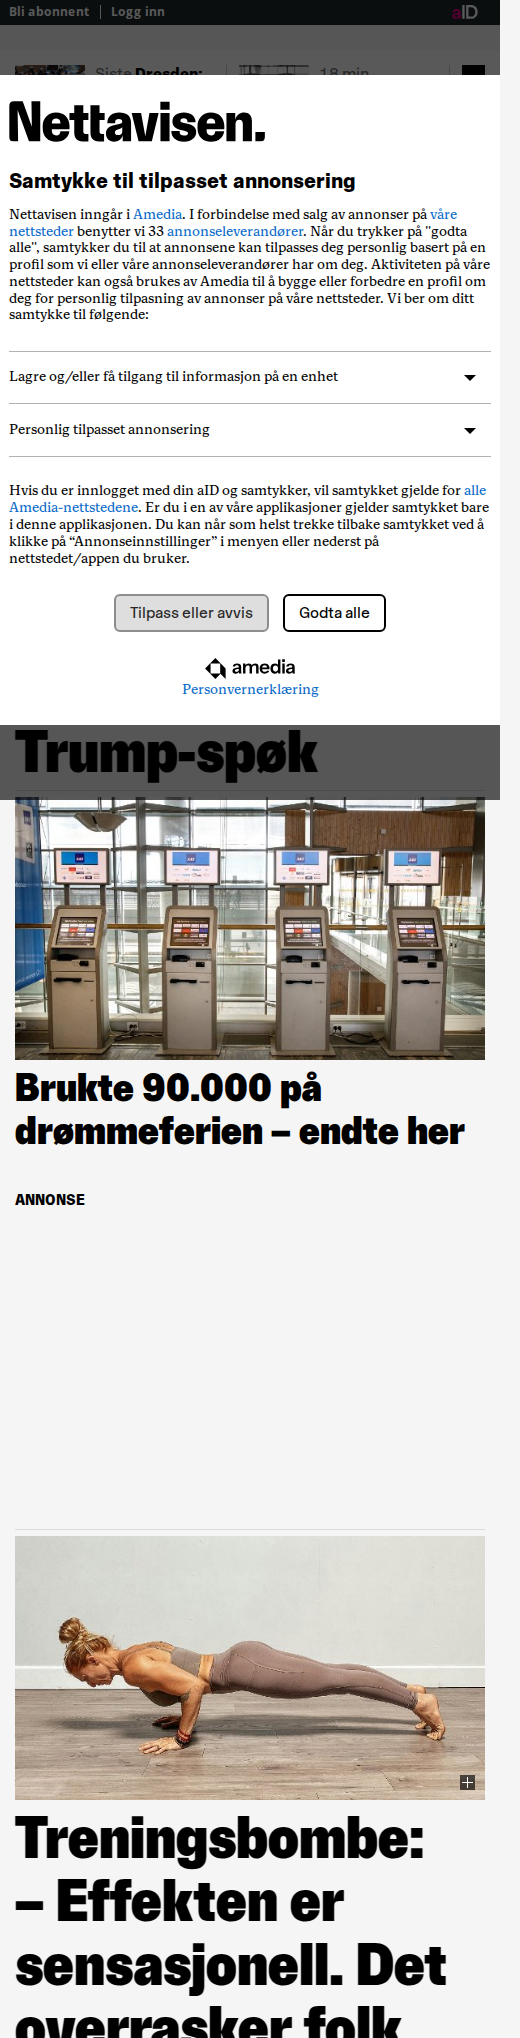 Bli abonnent
Logg inn
aID
Siste Dresden:
18 min
Nettavisen.
Samtykke til tilpasset annonsering
Nettavisen inngår i Amedia. I forbindelse med salg av annonser på våre
nettsteder benytter vi 33 annonseleverandører. Når du trykker på "godta
alle", samtykker du til at annonsene kan tilpasses deg personlig basert på en
profil som vi eller våre annonseleverandører har om deg. Aktiviteten på våre
nettsteder kan også brukes av Amedia til å bygge eller forbedre en profil om
deg for personlig tilpasning av annonser på våre nettsteder. Vi ber om ditt
samtykke til følgende:
Lagre og/eller få tilgang til informasjon på en enhet
Personlig tilpasset annonsering
Hvis du er innlogget med din aID og samtykker, vil samtykket gjelde for alle
Amedia-nettstedene. Er du i en av våre applikasjoner gjelder samtykket bare
i denne applikasjonen. Du kan når som helst trekke tilbake samtykket ved å
klikke på “Annonseinnstillinger” i menyen eller nederst på
nettstedet/appen du bruker.
Tilpass eller avvis
Godta alle
amedia
Personvernerklæring
Trump-spøk
Brukte 90.000 på
drømmeferien – endte her
ANNONSE
Treningsbombe:
– Effekten er
sensasjonell. Det
overrasker folk